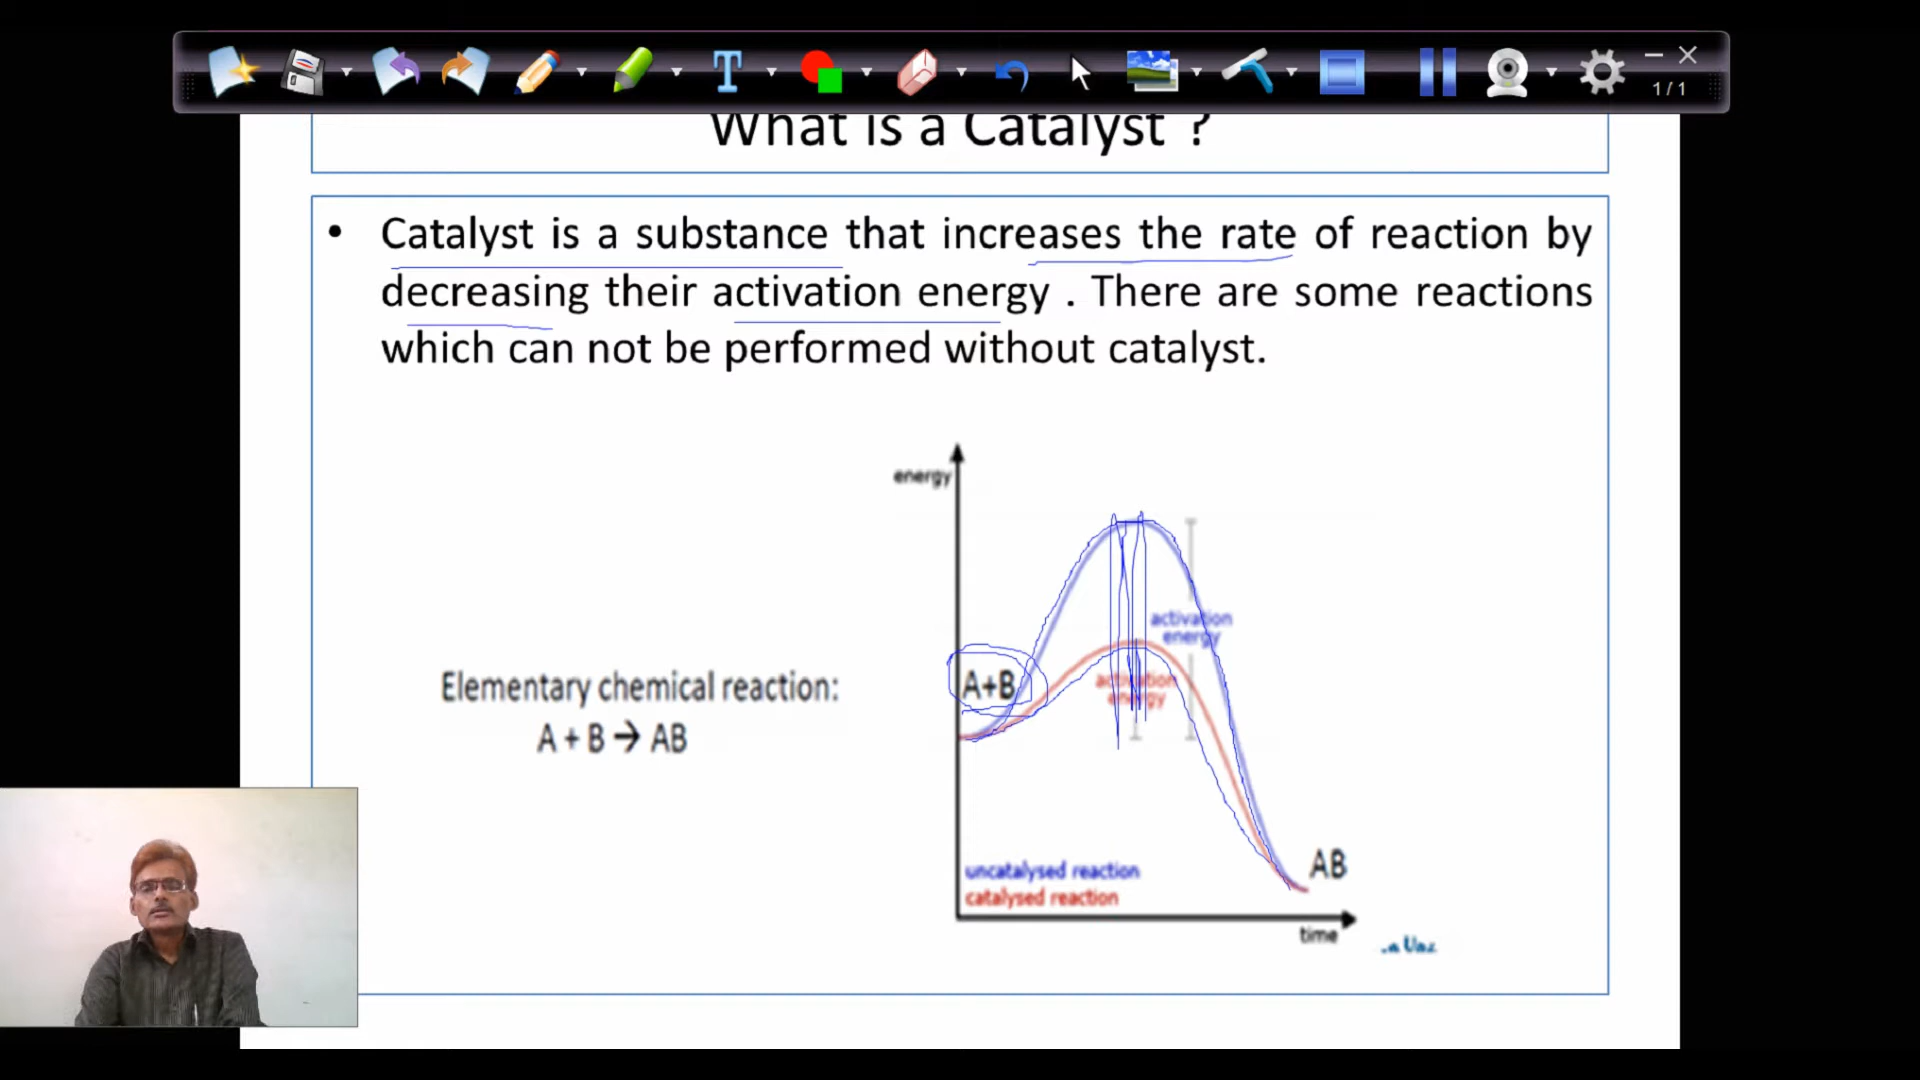 1 / 1
What is a Catalyst ?
• Catalyst is a substance that increases the rate of reaction by
decreasing their activation energy . There are some reactions
which can not be performed without catalyst.
energy
activation
energy
A+B
activation
energy
Elementary chemical reaction:
A + B → AB
AB
uncatalysed reaction
catalysed reaction
time